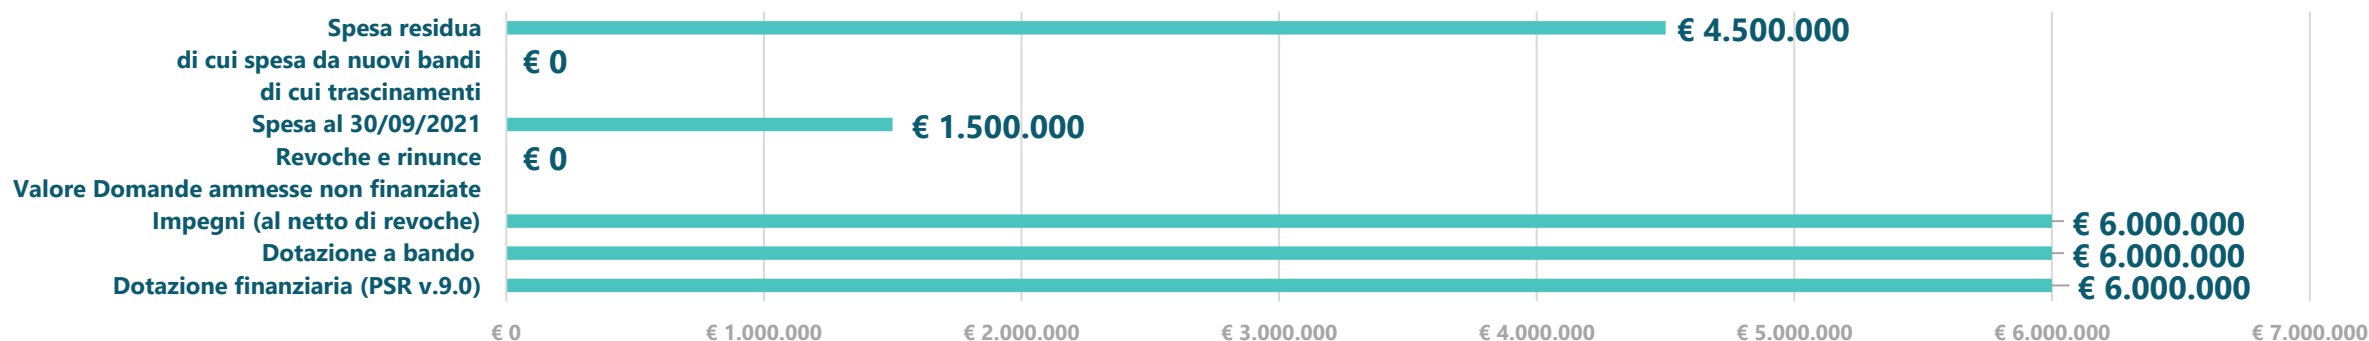 Spesa residua € 4.500.000
di cui spesa da nuovi bandi € 0
di cui trascinamenti
Spesa al 30/09/2021 € 1.500.000
Revoche e rinunce € 0
Valore Domande ammesse non finanziate
Impegni (al netto di revoche) € 6.000.000
Dotazione a bando € 6.000.000
Dotazione finanziaria (PSR v.9.0) € 6.000.000
€ 0 € 1.000.000 € 2.000.000 € 3.000.000 € 4.000.000 € 5.000.000 € 6.000.000 € 7.000.000